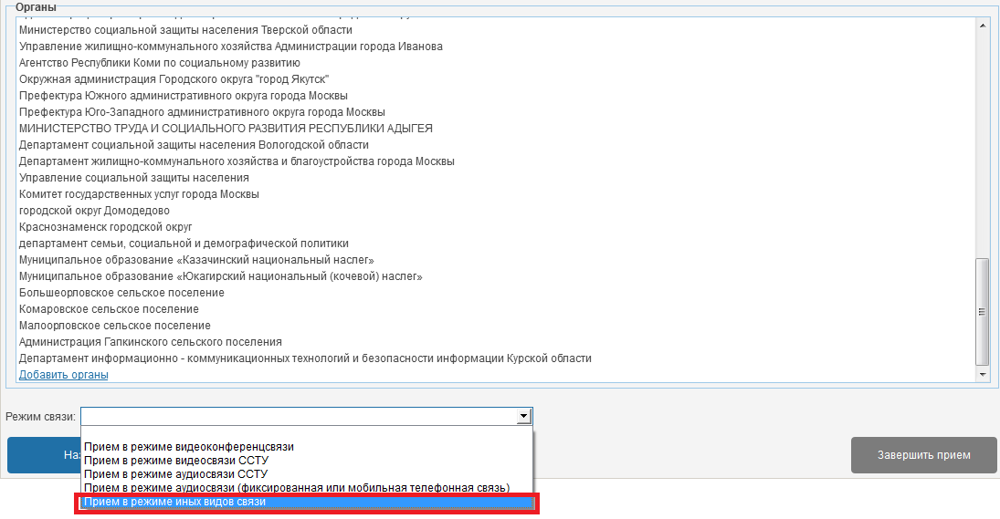 Органы
Министерство социальной защиты населения Тверской области
Управление жилищно-коммунального хозяйства Администрации города Иванова
Агентство Республики Коми по социальному развитию
Окружная администрация Городского округа "город Якутск"
Префектура Южного административного округа города Москвы
Префектура Юго-Западного административного округа города Москвы
МИНИСТЕРСТВО ТРУДА И СОЦИАЛЬНОГО РАЗВИТИЯ РЕСПУБЛИКИ АДЫГЕЯ
Департамент социальной защиты населения Вологодской области
Департамент жилищно-коммунального хозяйства и благоустройства города Москвы
Управление социальной защиты населения
Комитет государственных услуг города Москвы
городской округ Домодедово
Краснознаменск городской округ
департамент семьи, социальной и демографической политики
Муниципальное образование «Казачинский национальный наслег»
Муниципальное образование «Юкагирский национальный (кочевой) наслег»
Большеорловское сельское поселение
Комаровское сельское поселение
Малоорловское сельское поселение
Администрация Гапкинского сельского поселения
Департамент информационно - коммуникационных технологий и безопасности информации Курской области
Добавить органы
Режим связи:
Прием в режиме видеоконференцсвязи
Прием в режиме видеосвязи ССТУ
Прием в режиме аудиосвязи ССТУ
Прием в режиме аудиосвязи (фиксированная или мобильная телефонная связь)
Прием в режиме иных видов связи
Завершить прием